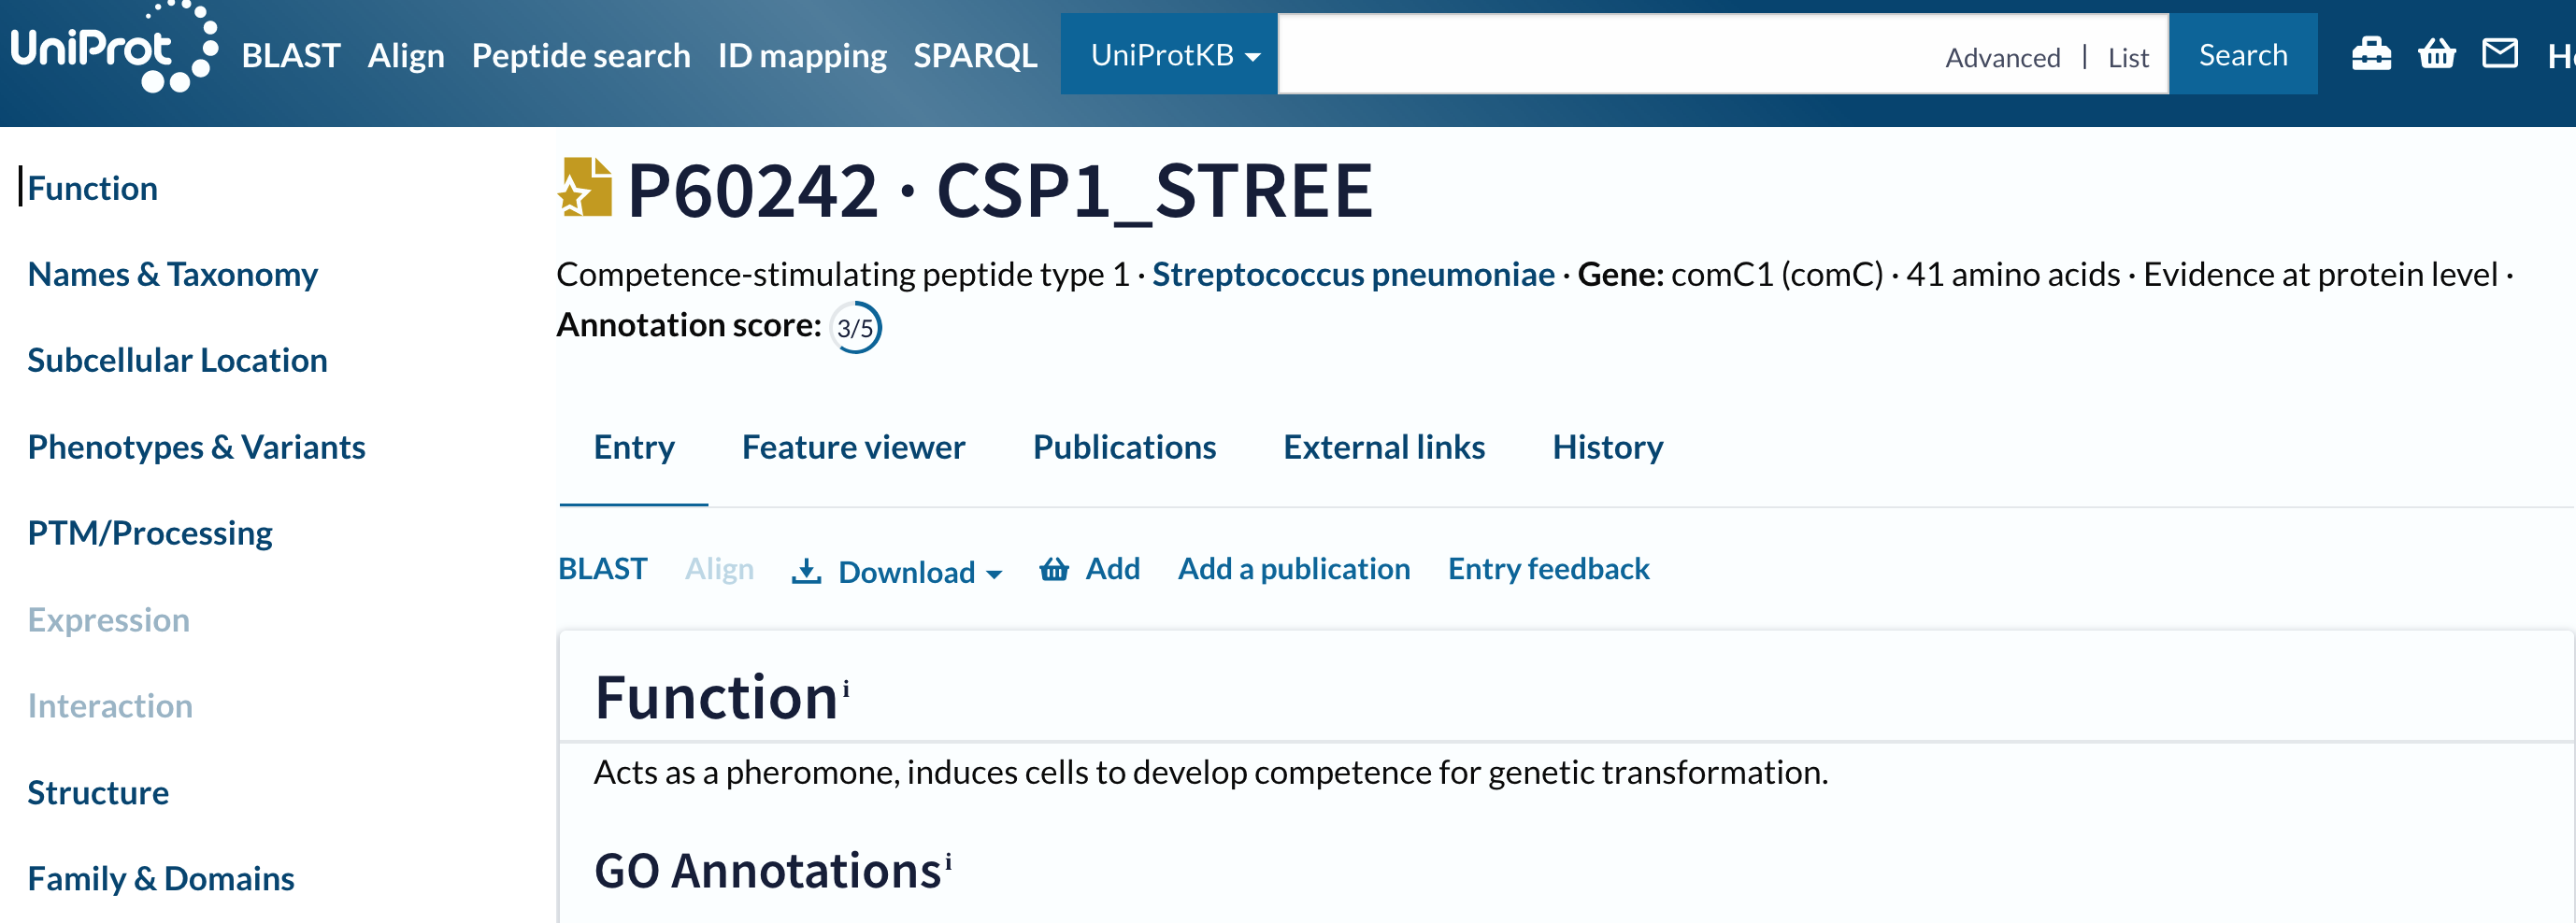 UniProt BLAST Align Peptide search ID mapping SPARQL UniProtKB Advanced | List Search
Function
Names & Taxonomy
Subcellular Location
Phenotypes & Variants
PTM/Processing
Expression
Interaction
Structure
Family & Domains
P60242 · CSP1_STREE
Competence-stimulating peptide type 1 · Streptococcus pneumoniae · Gene: comC1 (comC) · 41 amino acids · Evidence at protein level ·
Annotation score: 3/5
Entry Feature viewer Publications External links History
BLAST Align Download Add Add a publication Entry feedback
Function i
Acts as a pheromone, induces cells to develop competence for genetic transformation.
GO Annotations i